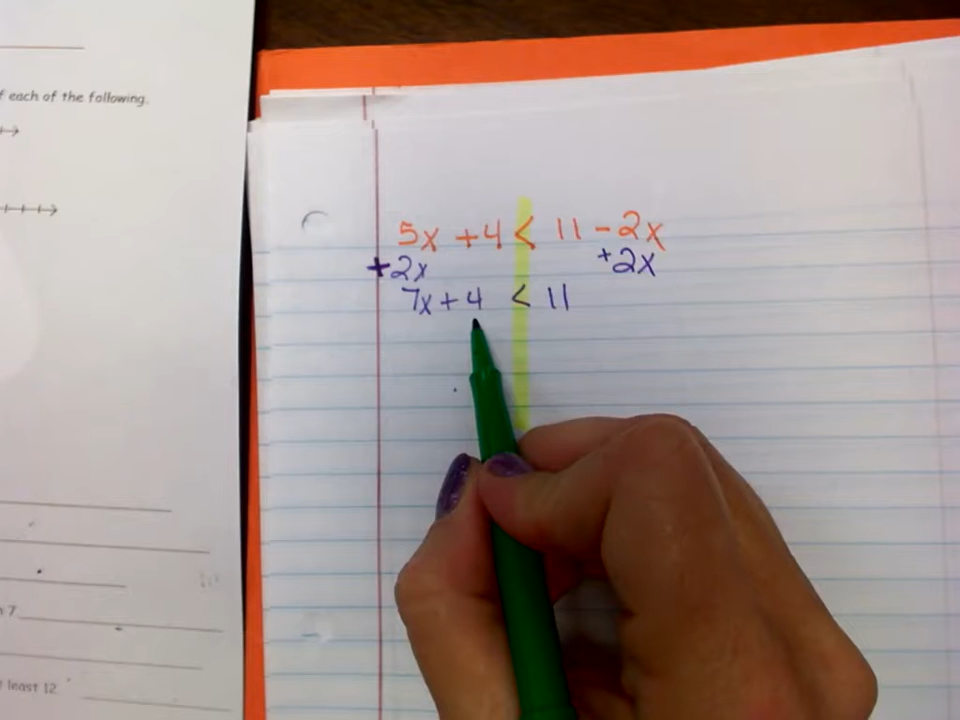 f each of the following.
5x + 4 < 11 - 2x
+2x +2x
7x + 4 < 11
7
least 12